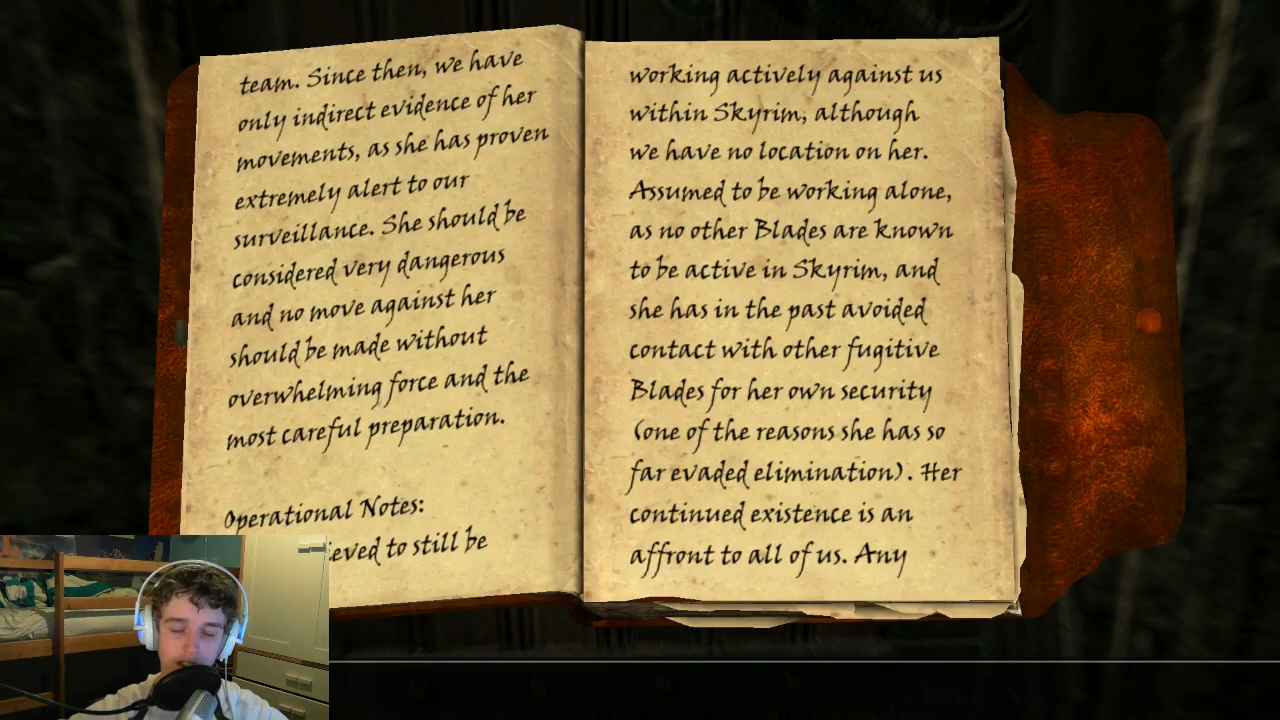 team. Since then, we have
only indirect evidence of her
movements, as she has proven
extremely alert to our
surveillance. She should be
considered very dangerous
and no move against her
should be made without
overwhelming force and the
most careful preparation.
Operational Notes:
to still be
working actively against us
within Skyrim, although
we have no location on her.
Assumed to be working alone,
as no other Blades are known
to be active in Skyrim, and
she has in the past avoided
contact with other fugitive
Blades for her own security
(one of the reasons she has so
far evaded elimination). Her
continued existence is an
affront to all of us. Any